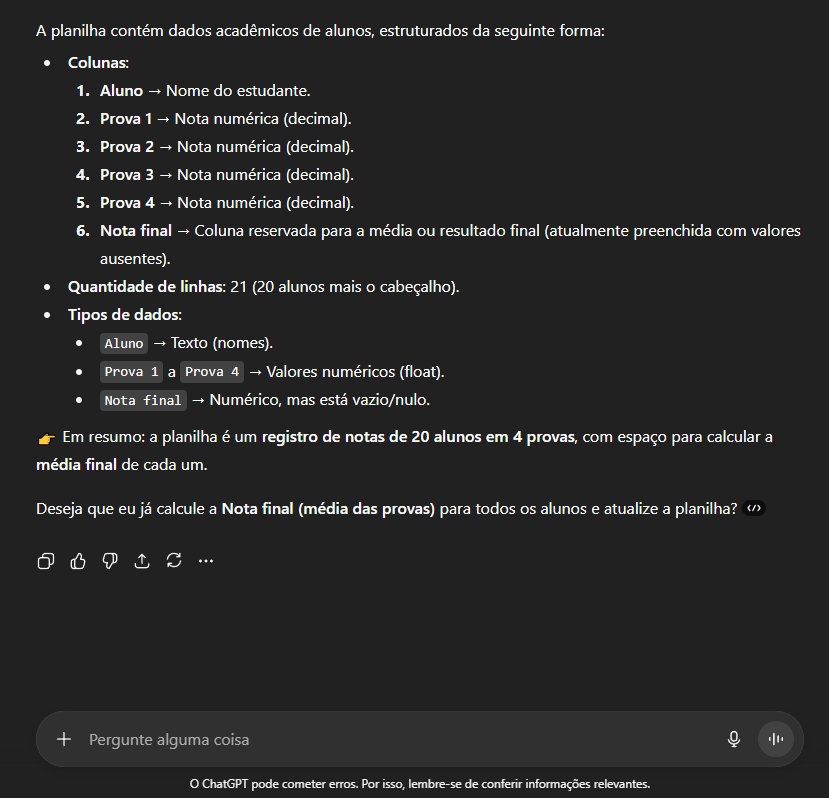 A planilha contém dados acadêmicos de alunos, estruturados da seguinte forma:
• Colunas:
1. Aluno → Nome do estudante.
2. Prova 1 → Nota numérica (decimal).
3. Prova 2 → Nota numérica (decimal).
4. Prova 3 → Nota numérica (decimal).
5. Prova 4 → Nota numérica (decimal).
6. Nota final → Coluna reservada para a média ou resultado final (atualmente preenchida com valores
ausentes).
• Quantidade de linhas: 21 (20 alunos mais o cabeçalho).
• Tipos de dados:
• Aluno → Texto (nomes).
• Prova 1 a Prova 4 → Valores numéricos (float).
• Nota final → Numérico, mas está vazio/nulo.
👉 Em resumo: a planilha é um registro de notas de 20 alunos em 4 provas, com espaço para calcular a
média final de cada um.
Deseja que eu já calcule a Nota final (média das provas) para todos os alunos e atualize a planilha?
Pergunte alguma coisa
O ChatGPT pode cometer erros. Por isso, lembre-se de conferir informações relevantes.